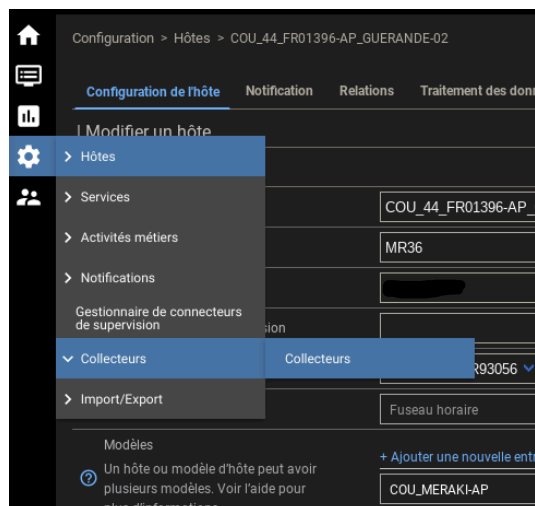 Configuration > Hôtes > COU_44_FR01396-AP_GUERANDE-02
Configuration de l'hôte Notification Relations Traitement des donn
| Modifier un hôte
Hôtes
Services
COU_44_FR01396-AP_
Activités métiers
MR36
Notifications
Gestionnaire de connecteurs
de supervision
sion
Collecteurs
Collecteurs
R93056
Import/Export
Fuseau horaire
Modèles
+ Ajouter une nouvelle entr
Un hôte ou modèle d'hôte peut avoir
plusieurs modèles. Voir l'aide pour
COU_MERAKI-AP
plus d'informations